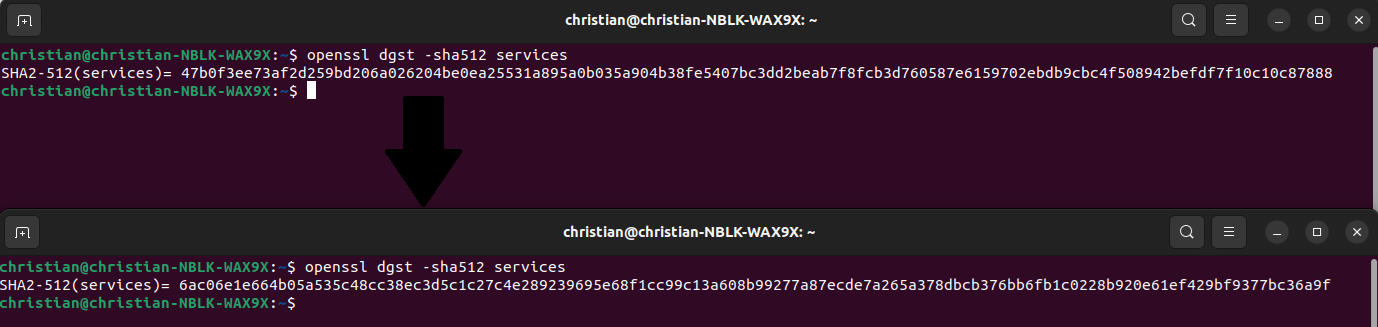 christian@christian-NBLK-WAX9X: ~
christian@christian-NBLK-WAX9X:~$ openssl dgst -sha512 services
SHA2-512(services)= 47b0f3ee73af2d259bd206a026204be0ea25531a895a0b035a904b38fe5407bc3dd2beab7f8fcb3d760587e6159702ebdb9cbc4f508942befdf7f10c10c87888
christian@christian-NBLK-WAX9X:~$
christian@christian-NBLK-WAX9X: ~
christian@christian-NBLK-WAX9X:~$ openssl dgst -sha512 services
SHA2-512(services)= 6ac06e1e664b05a535c48cc38ec3d5c1c27c4e289239695e68f1cc99c13a608b99277a87ecde7a265a378dbcb376bb6fb1c0228b920e61ef429bf9377bc36a9f
christian@christian-NBLK-WAX9X:~$